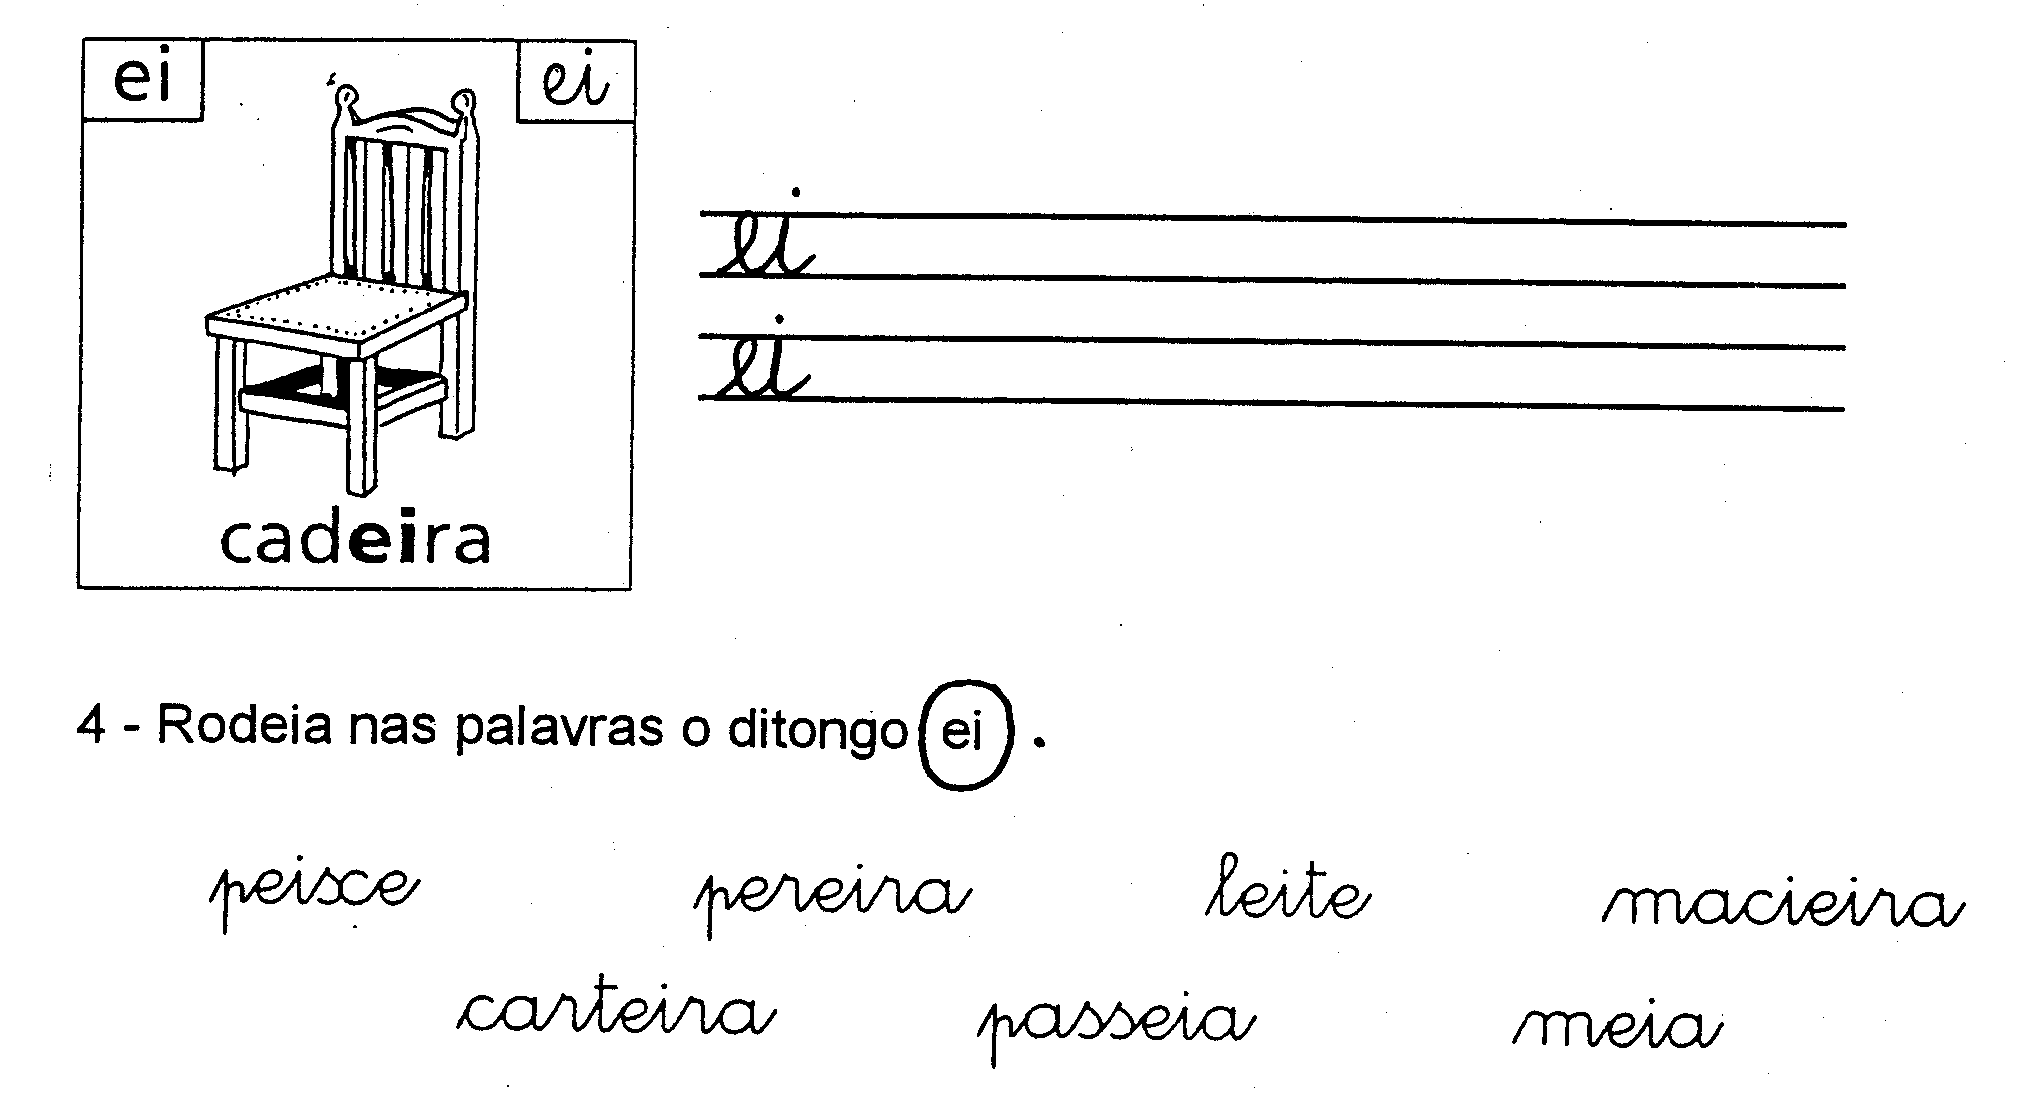 ei ei
cadeira
ei
ei
4 - Rodeia nas palavras o ditongo ei .
peixe pereira leite macieira
carteira passeia meia